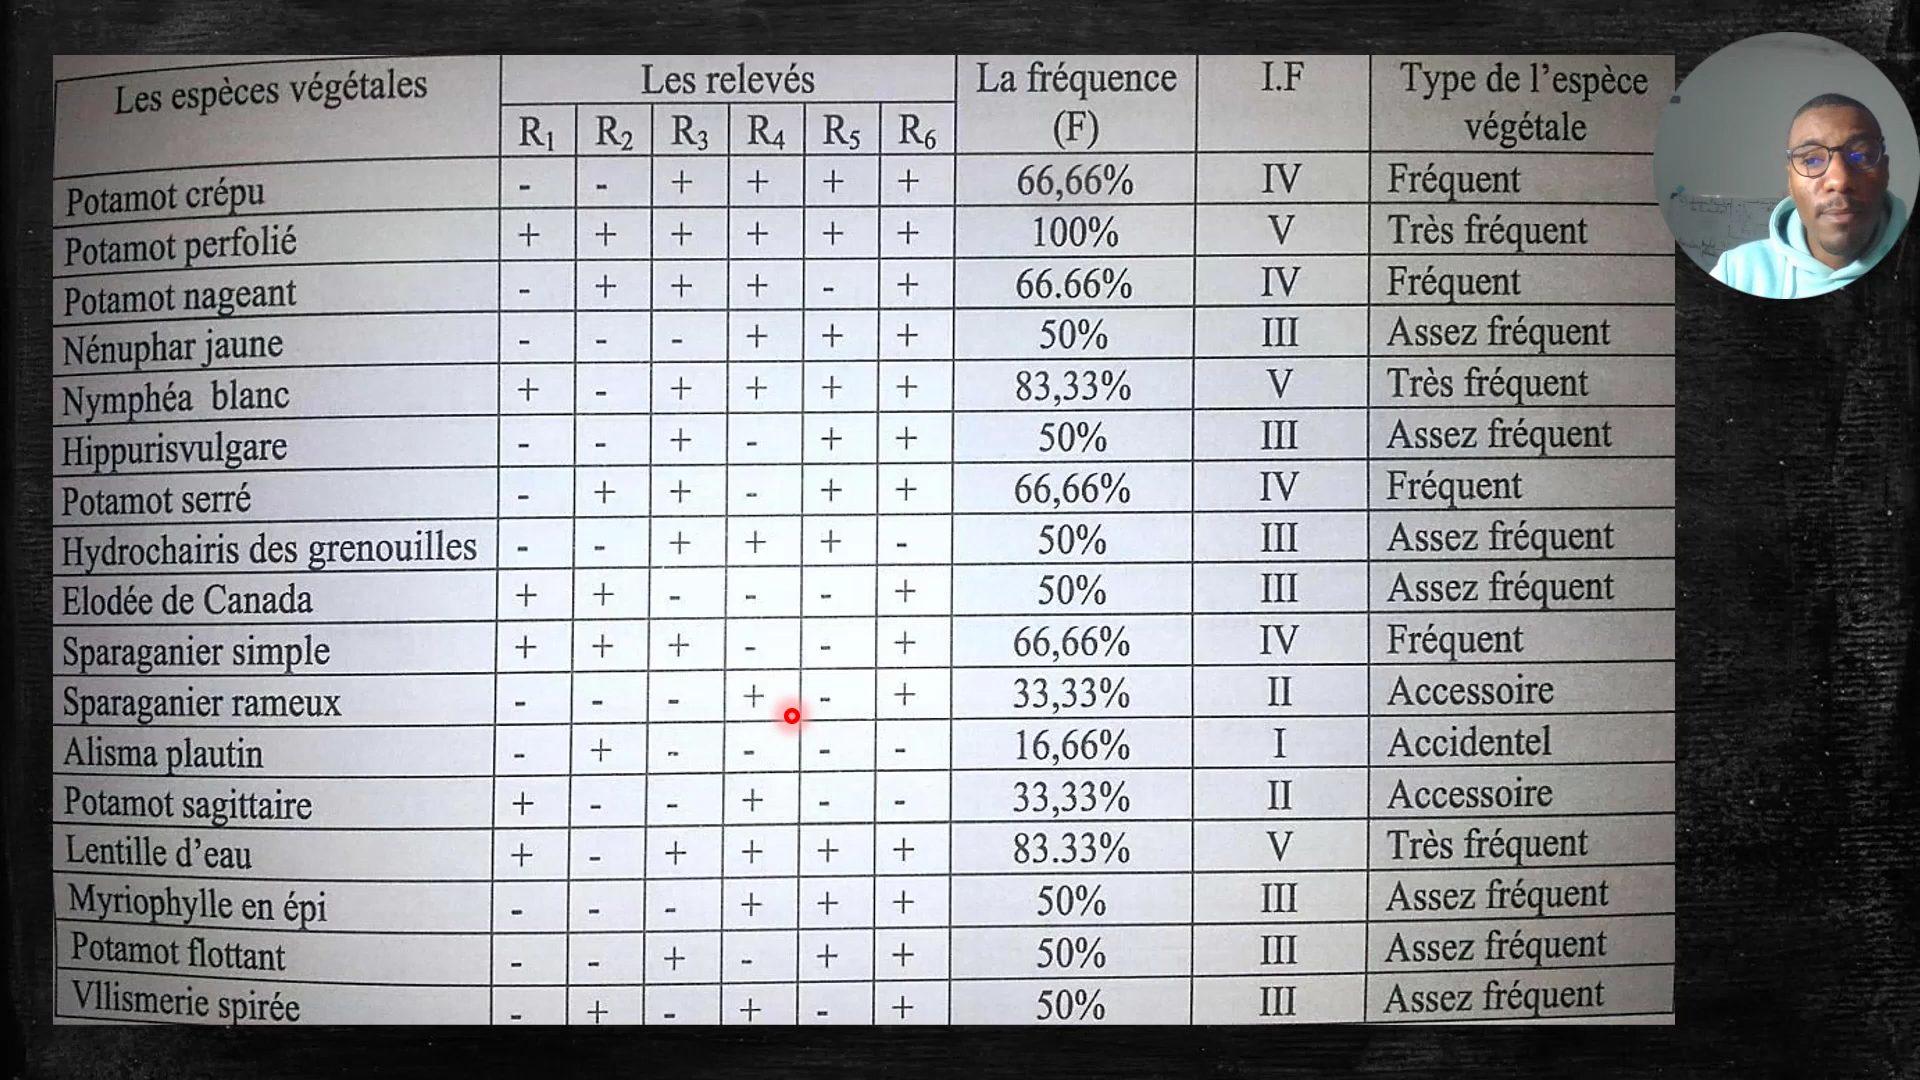 Les espèces végétales Les relevés La fréquence (F) I.F Type de l'espèce végétale
R1 R2 R3 R4 R5 R6
Potamot crépu - - + + + + 66,66% IV Fréquent
Potamot perfolié + + + + + + 100% V Très fréquent
Potamot nageant - + + + - + 66.66% IV Fréquent
Nénuphar jaune - - - + + + 50% III Assez fréquent
Nymphéa blanc + - + + + + 83,33% V Très fréquent
Hippurisvulgare - - + - + + 50% III Assez fréquent
Potamot serré - + + - + + 66,66% IV Fréquent
Hydrochairis des grenouilles - - + + + - 50% III Assez fréquent
Elodée de Canada + + - - - + 50% III Assez fréquent
Sparaganier simple + + + - - + 66,66% IV Fréquent
Sparaganier rameux - - - + - + 33,33% II Accessoire
Alisma plautin - + - - - - 16,66% I Accidentel
Potamot sagittaire + - - + - - 33,33% II Accessoire
Lentille d'eau + - + + + + 83.33% V Très fréquent
Myriophylle en épi - - - + + + 50% III Assez fréquent
Potamot flottant - - + - + + 50% III Assez fréquent
Vllismerie spirée - + - + - + 50% III Assez fréquent